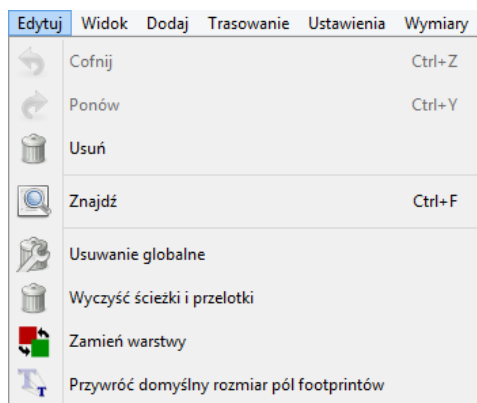 Edytuj Widok Dodaj Trasowanie Ustawienia Wymiary
Cofnij Ctrl+Z
Ponów Ctrl+Y
Usuń
Znajdź Ctrl+F
Usuwanie globalne
Wyczyść ścieżki i przelotki
Zamień warstwy
Przywróć domyślny rozmiar pól footprintów